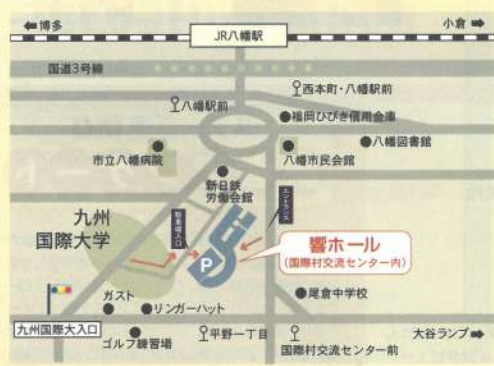 ⬅博多
小倉➡
JR八幡駅
国道3号線
西本町・八幡駅前
八幡駅前
福岡ひびき信用金庫
八幡図書館
市立八幡病院
八幡市民会館
新日鉄
労働会館
駐車場入口
エントランス
九州
国際大学
響ホール
(国際村交流センター内)
P
尾倉中学校
ガスト
リンガーハット
九州国際大入口
ゴルフ練習場
平野一丁目
国際村交流センター前
大谷ランプ➡